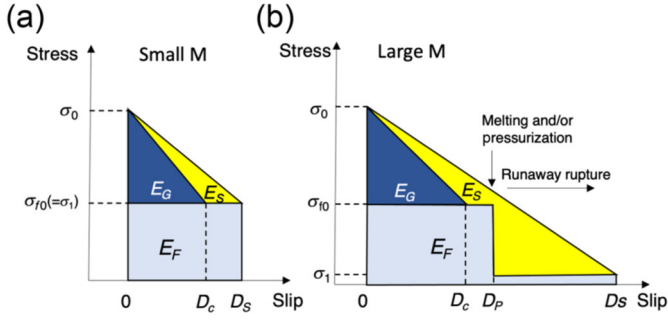 (a)
Stress
Small M
σ0
σf0(=σ1)
EG
ES
EF
0
Dc
DS
Slip
(b)
Stress
Large M
σ0
Melting and/or
pressurization
Runaway rupture
σf0
EG
ES
EF
σ1
0
Dc
DP
Ds
Slip